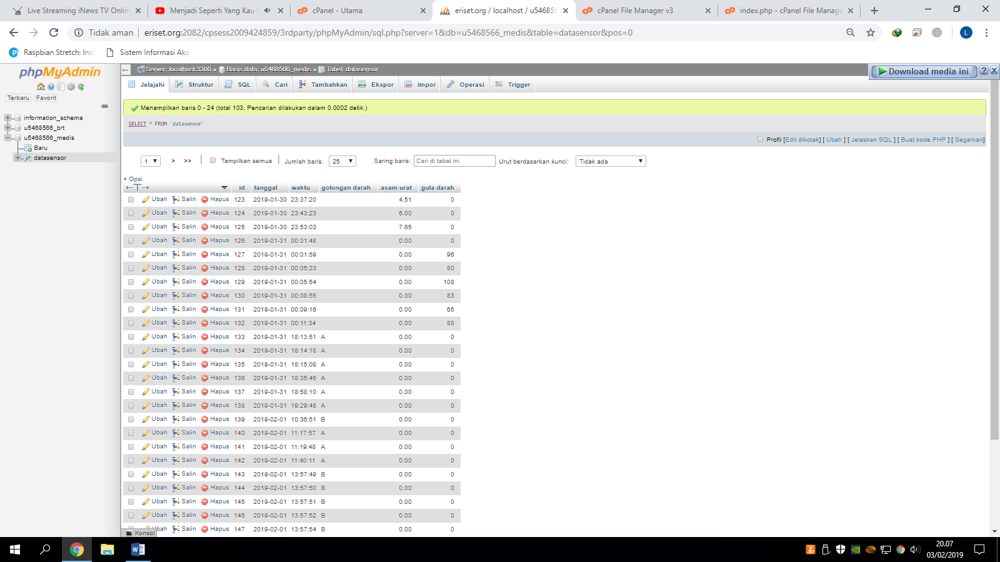 Live Streaming iNews TV Onlin
Menjadi Seperti Yang Kau
cPanel - Utama
eriset.org / localhost / u54685
cPanel File Manager v3
index.php - cPanel File Manage
Tidak aman
eriset.org:2082/cpsess2009424859/3rdparty/phpMyAdmin/sql.php?server=1&db=u5468566_medis&table=datasensor&pos=0
L
Raspbian Stretch: Inst
Sistem Informasi Aka
phpMyAdmin
Terbaru Favorit
information_schema
u5468566_brt
u5468566_medis
Baru
datasensor
Server: localhost:3306 » Basis data: u5468566_medis » Tabel: datasensor
Download media ini ? X
Jelajahi Struktur SQL Cari Tambahkan Ekspor Impor Operasi Trigger
Menampilkan baris 0 - 24 (total 103, Pencarian dilakukan dalam 0.0002 detik.)
SELECT * FROM `datasensor`
Profil [Edit dikotak] [ Ubah ] [ Jelaskan SQL ] [ Buat kode PHP ] [ Segarkan]
1 > >> Tampilkan semua Jumlah baris: 25 Saring baris: Cari di tabel ini Urut berdasarkan kunci: Tidak ada
+ Opsi
←T→ id tanggal waktu golongan darah asam urat gula darah
Ubah Salin Hapus 123 2019-01-30 23:37:20 4.51 0
Ubah Salin Hapus 124 2019-01-30 23:43:23 6.00 0
Ubah Salin Hapus 125 2019-01-30 23:53:03 7.65 0
Ubah Salin Hapus 126 2019-01-31 00:01:48 0.00 0
Ubah Salin Hapus 127 2019-01-31 00:01:59 0.00 96
Ubah Salin Hapus 128 2019-01-31 00:05:23 0.00 80
Ubah Salin Hapus 129 2019-01-31 00:05:54 0.00 108
Ubah Salin Hapus 130 2019-01-31 00:08:55 0.00 83
Ubah Salin Hapus 131 2019-01-31 00:09:16 0.00 65
Ubah Salin Hapus 132 2019-01-31 00:11:34 0.00 88
Ubah Salin Hapus 133 2019-01-31 18:13:51 A 0.00 0
Ubah Salin Hapus 134 2019-01-31 18:14:18 A 0.00 0
Ubah Salin Hapus 135 2019-01-31 18:15:08 A 0.00 0
Ubah Salin Hapus 136 2019-01-31 18:35:46 A 0.00 0
Ubah Salin Hapus 137 2019-01-31 18:58:10 A 0.00 0
Ubah Salin Hapus 138 2019-01-31 19:29:48 A 0.00 0
Ubah Salin Hapus 139 2019-02-01 10:36:51 B 0.00 0
Ubah Salin Hapus 140 2019-02-01 11:17:57 A 0.00 0
Ubah Salin Hapus 141 2019-02-01 11:19:48 A 0.00 0
Ubah Salin Hapus 142 2019-02-01 11:40:11 A 0.00 0
Ubah Salin Hapus 143 2019-02-01 13:57:49 B 0.00 0
Ubah Salin Hapus 144 2019-02-01 13:57:50 B 0.00 0
Ubah Salin Hapus 145 2019-02-01 13:57:51 B 0.00 0
Ubah Salin Hapus 146 2019-02-01 13:57:52 B 0.00 0
Ubah Salin Hapus 147 2019-02-01 13:57:54 B 0.00 0
Konsol
20.07
03/02/2019